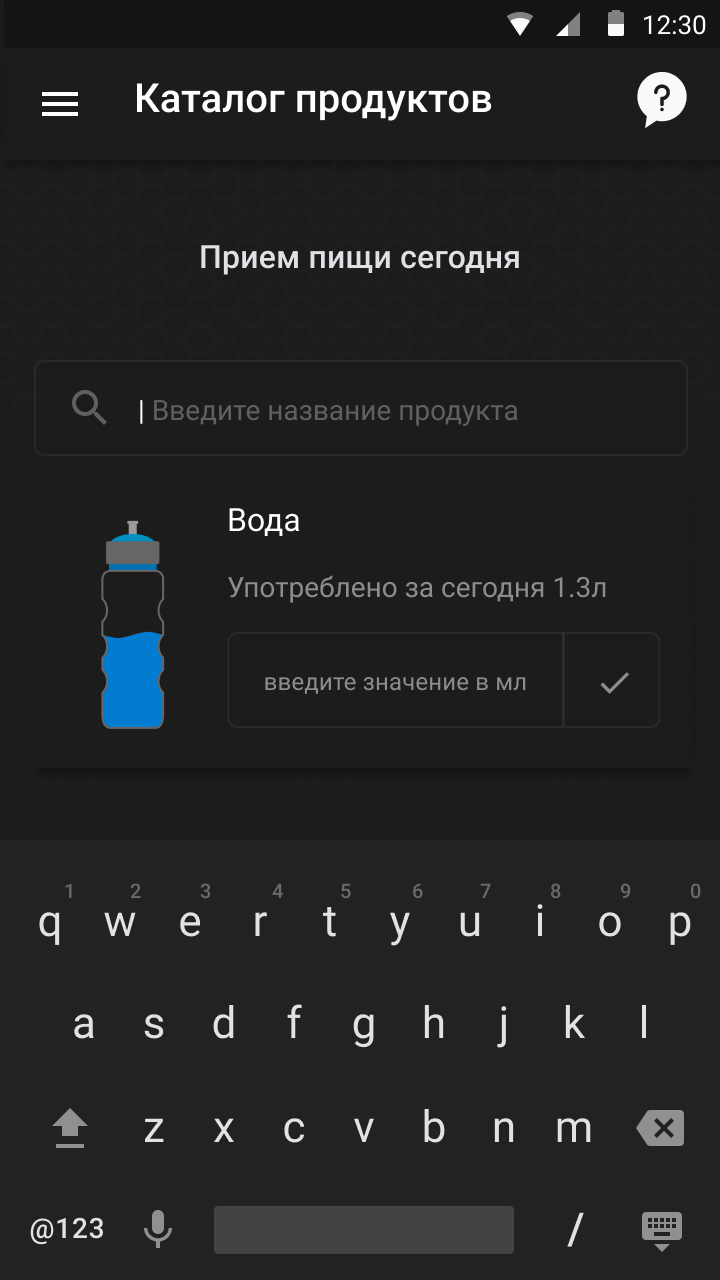 12:30
Каталог продуктов
?
Прием пищи сегодня
| Введите название продукта
Вода
Употреблено за сегодня 1.3л
введите значение в мл
1 2 3 4 5 6 7 8 9 0
q w e r t y u i o p
a s d f g h j k l
z x c v b n m
@123 /